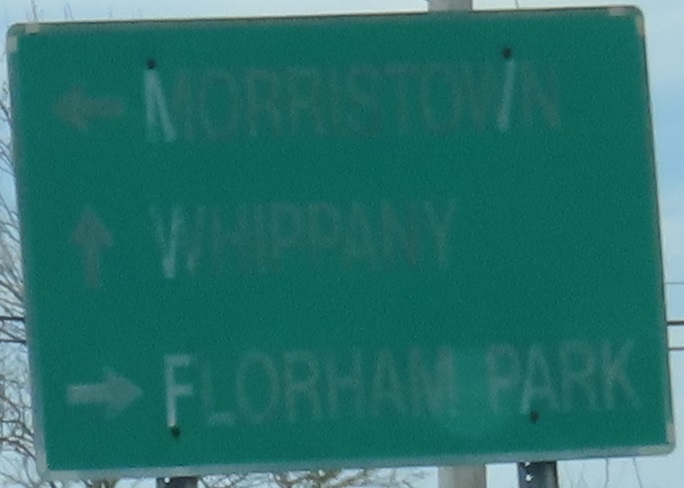 ← MORRISTOWN
↑ WHIPPANY
→ FLORHAM PARK